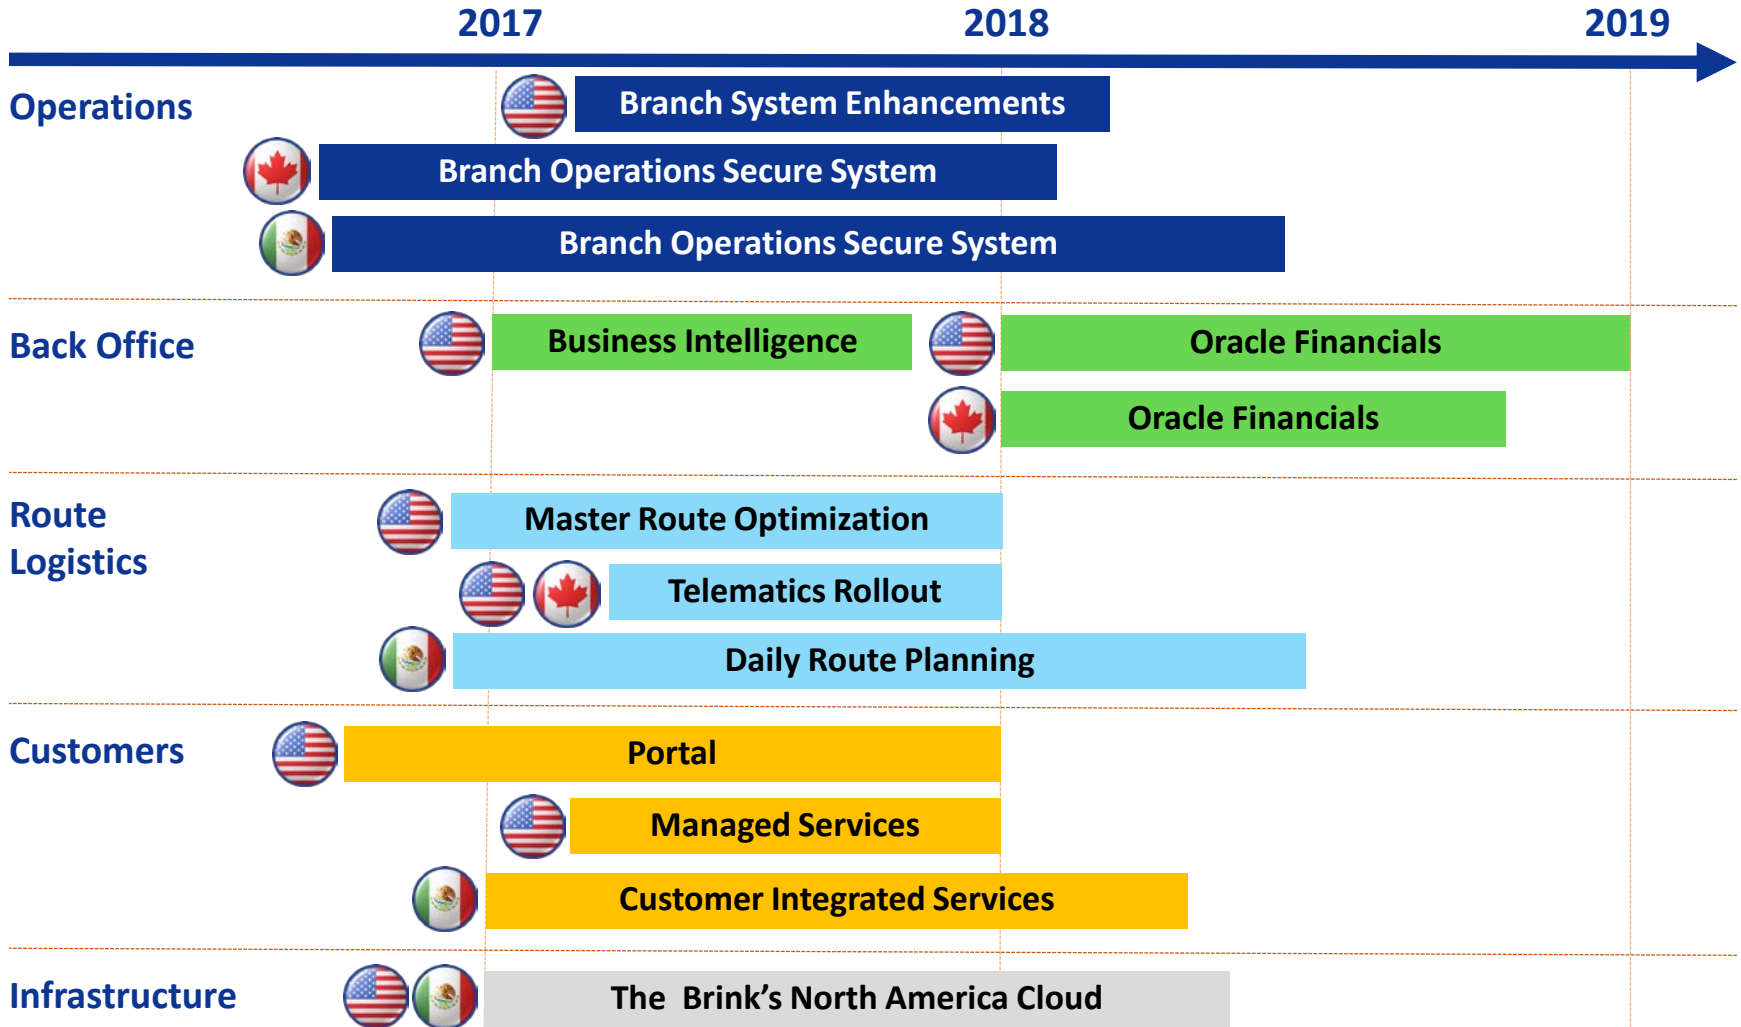 2017 2018 2019
Operations
Branch System Enhancements
Branch Operations Secure System
Branch Operations Secure System
Back Office
Business Intelligence
Oracle Financials
Oracle Financials
Route
Logistics
Master Route Optimization
Telematics Rollout
Daily Route Planning
Customers
Portal
Managed Services
Customer Integrated Services
Infrastructure
The Brink’s North America Cloud